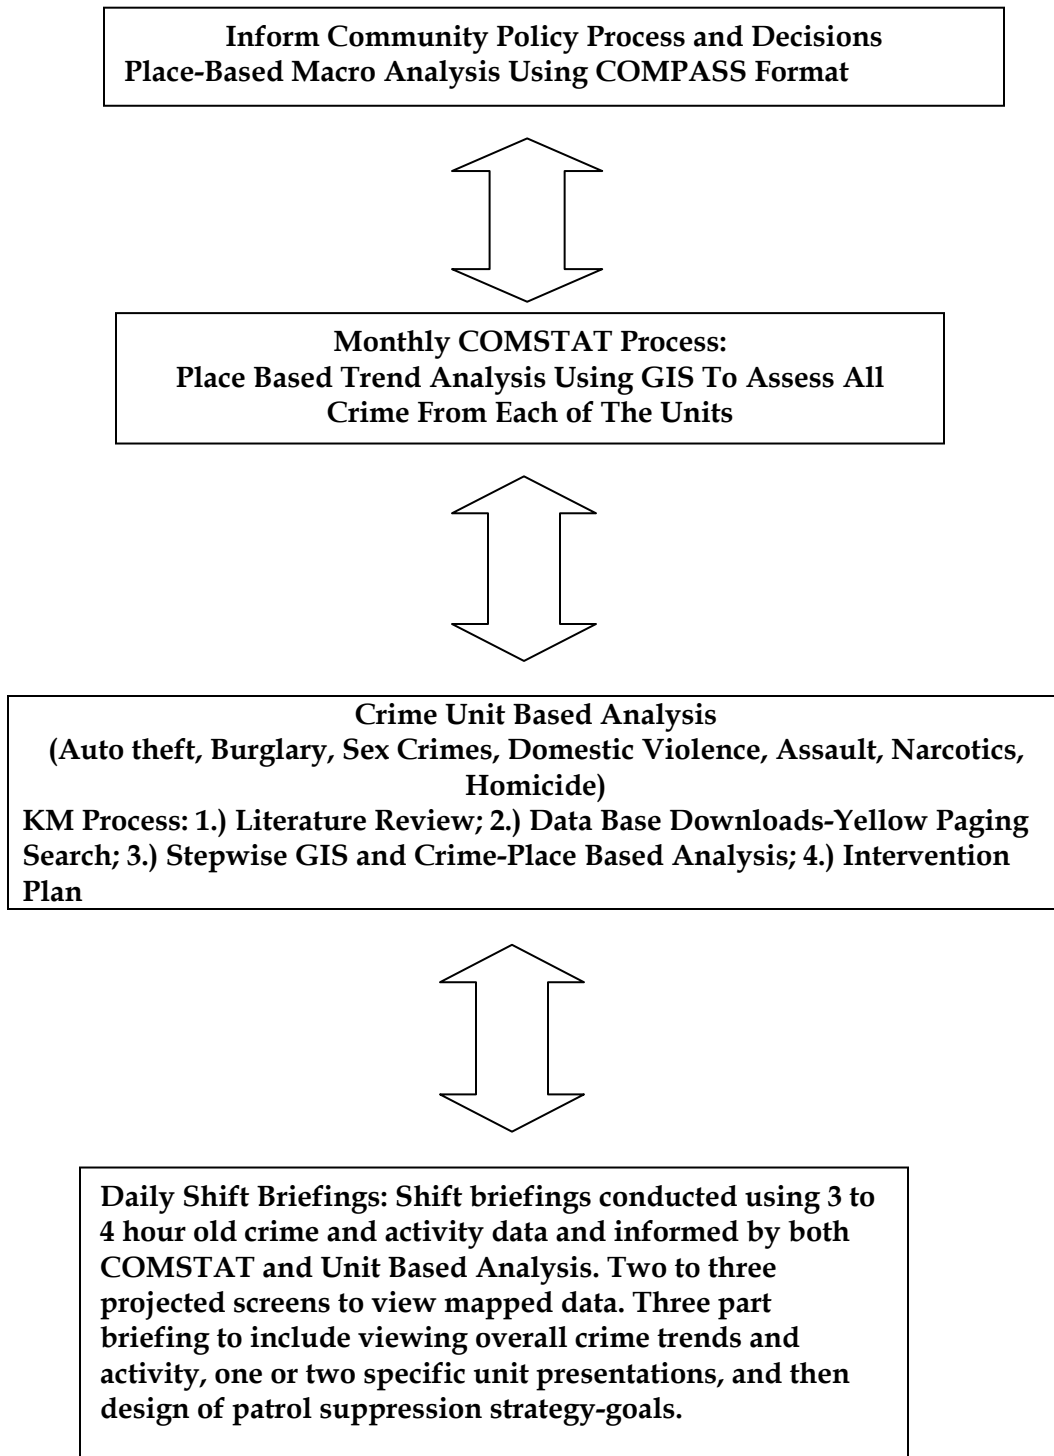 Inform Community Policy Process and Decisions
Place-Based Macro Analysis Using COMPASS Format
Monthly COMSTAT Process:
Place Based Trend Analysis Using GIS To Assess All
Crime From Each of The Units
Crime Unit Based Analysis
(Auto theft, Burglary, Sex Crimes, Domestic Violence, Assault, Narcotics,
Homicide)
KM Process: 1.) Literature Review; 2.) Data Base Downloads-Yellow Paging
Search; 3.) Stepwise GIS and Crime-Place Based Analysis; 4.) Intervention
Plan
Daily Shift Briefings: Shift briefings conducted using 3 to
4 hour old crime and activity data and informed by both
COMSTAT and Unit Based Analysis. Two to three
projected screens to view mapped data. Three part
briefing to include viewing overall crime trends and
activity, one or two specific unit presentations, and then
design of patrol suppression strategy-goals.